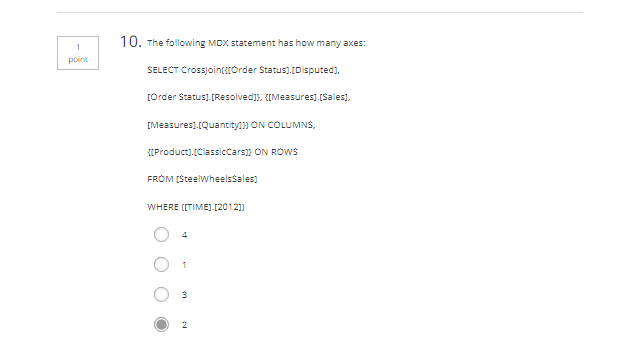 1
point
10. The following MDX statement has how many axes:
SELECT Crossjoin({[Order Status].[Disputed],
[Order Status].[Resolved]}, {[Measures].[Sales],
[Measures].[Quantity]}) ON COLUMNS,
{[Product].[ClassicCars]} ON ROWS
FROM [SteelWheelsSales]
WHERE ([TIME].[2012])
4
1
3
2